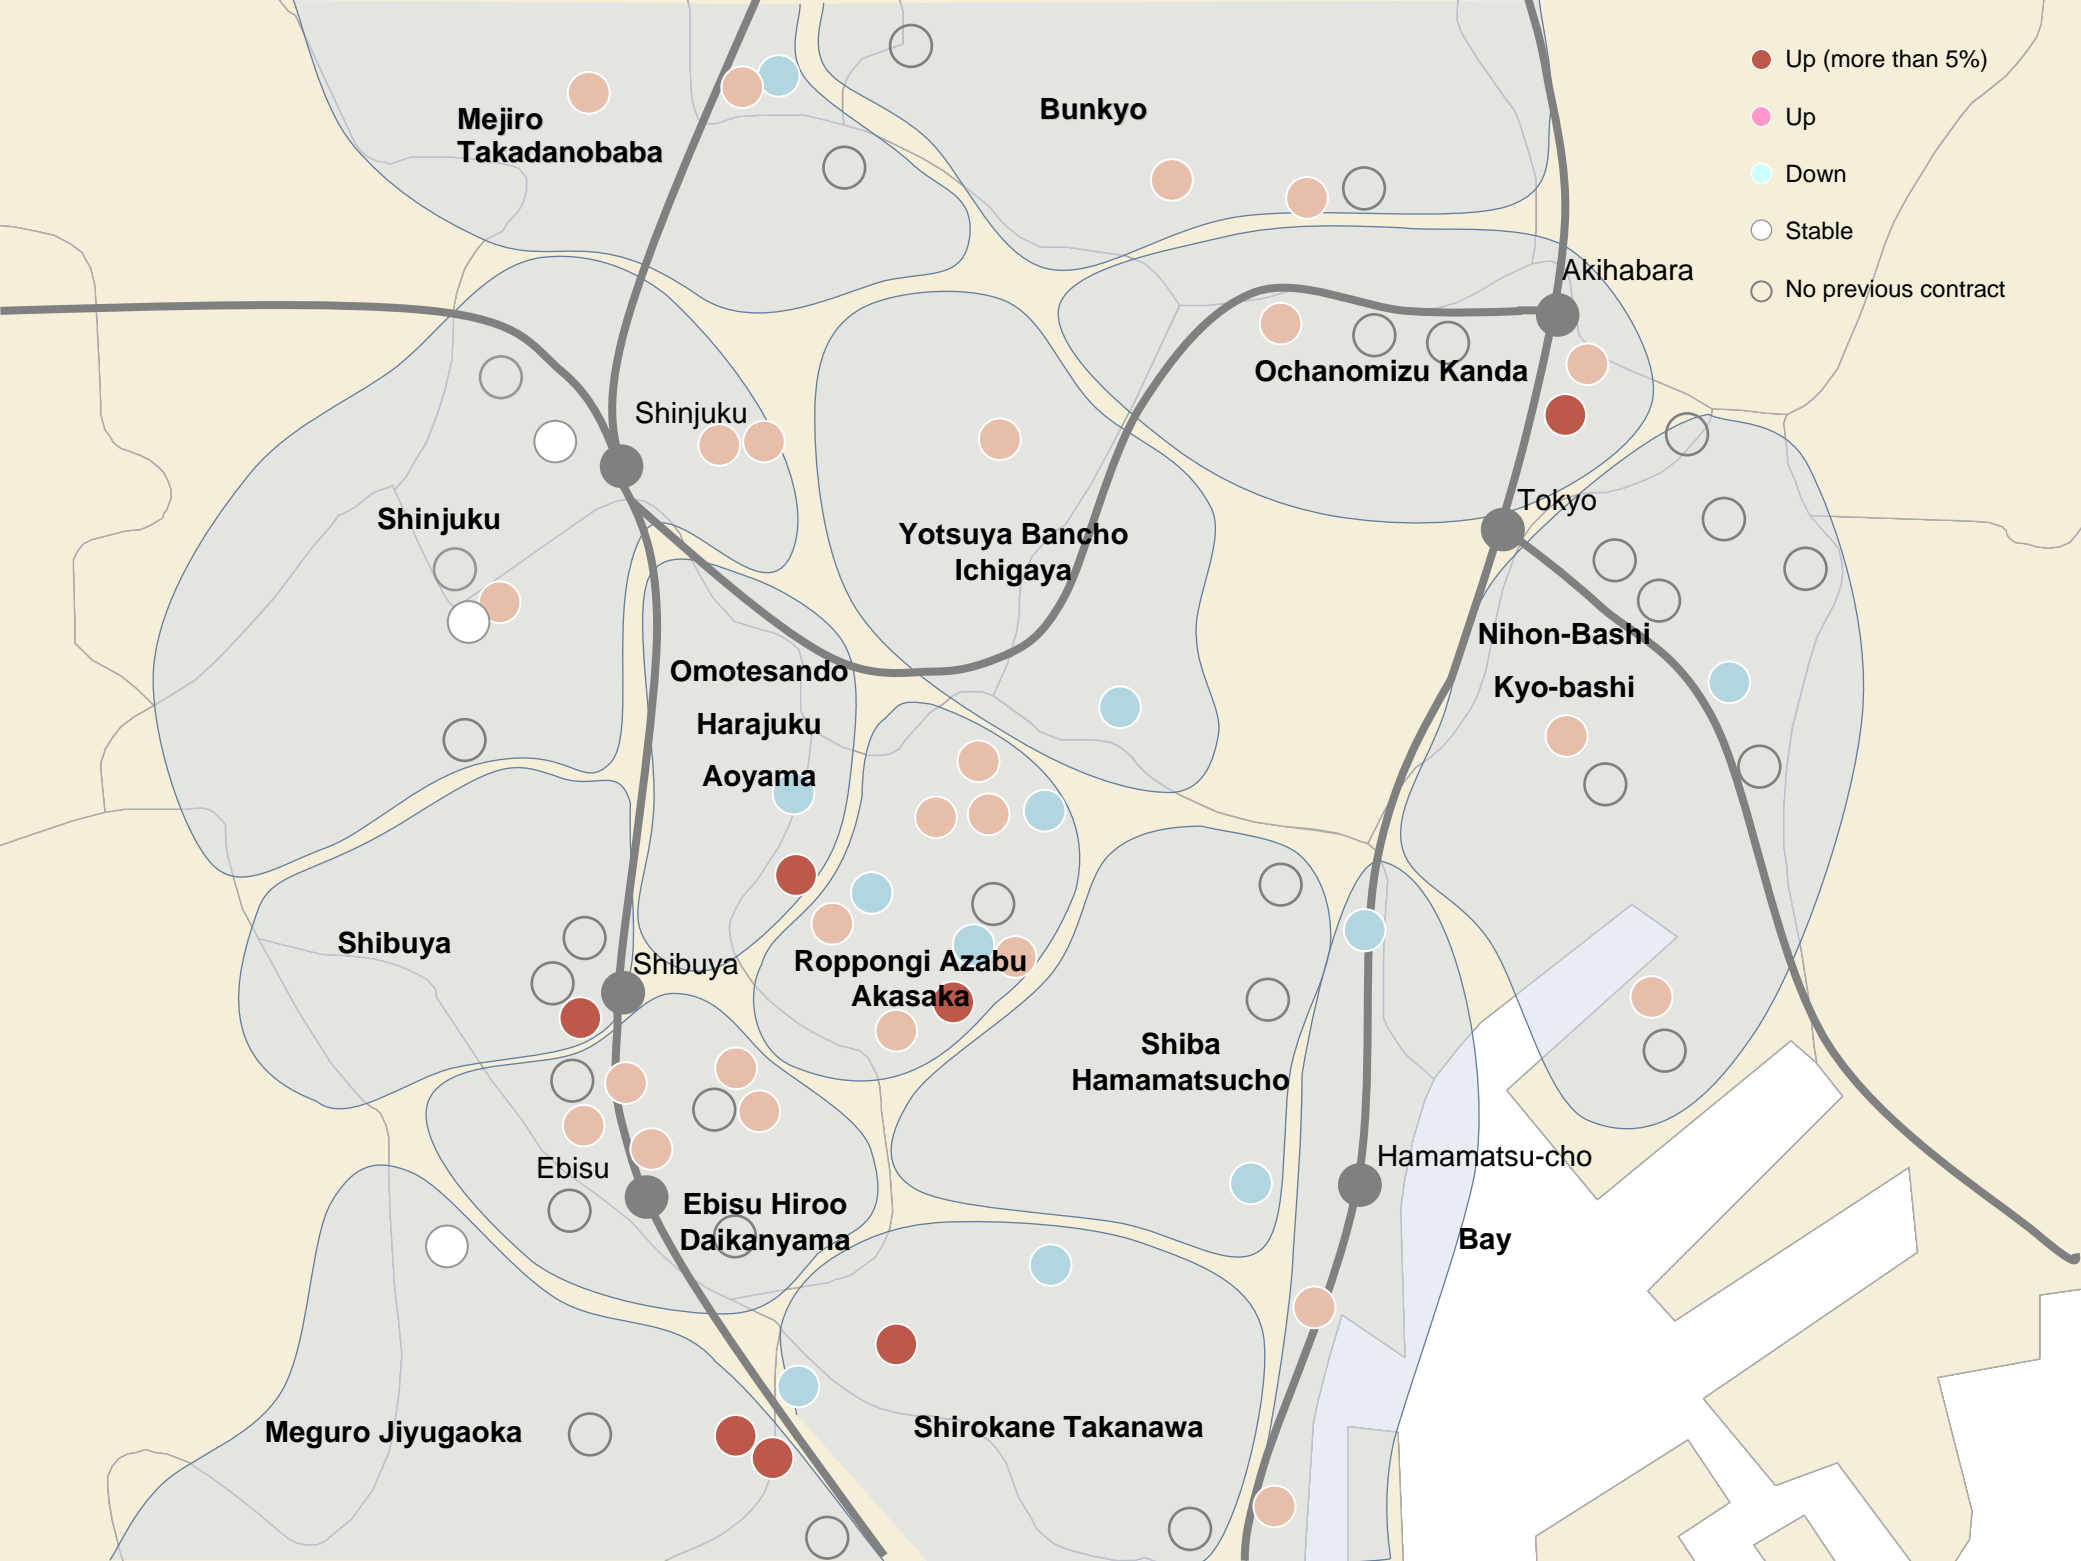 Up (more than 5%)
Up
Down
Stable
No previous contract
Mejiro
Takadanobaba
Bunkyo
Akihabara
Ochanomizu Kanda
Shinjuku
Tokyo
Shinjuku
Yotsuya Bancho
Ichigaya
Nihon-Bashi
Kyo-bashi
Omotesando
Harajuku
Aoyama
Shibuya
Shibuya
Roppongi Azabu
Akasaka
Shiba
Hamamatsucho
Hamamatsu-cho
Ebisu
Ebisu Hiroo
Daikanyama
Bay
Meguro Jiyugaoka
Shirokane Takanawa